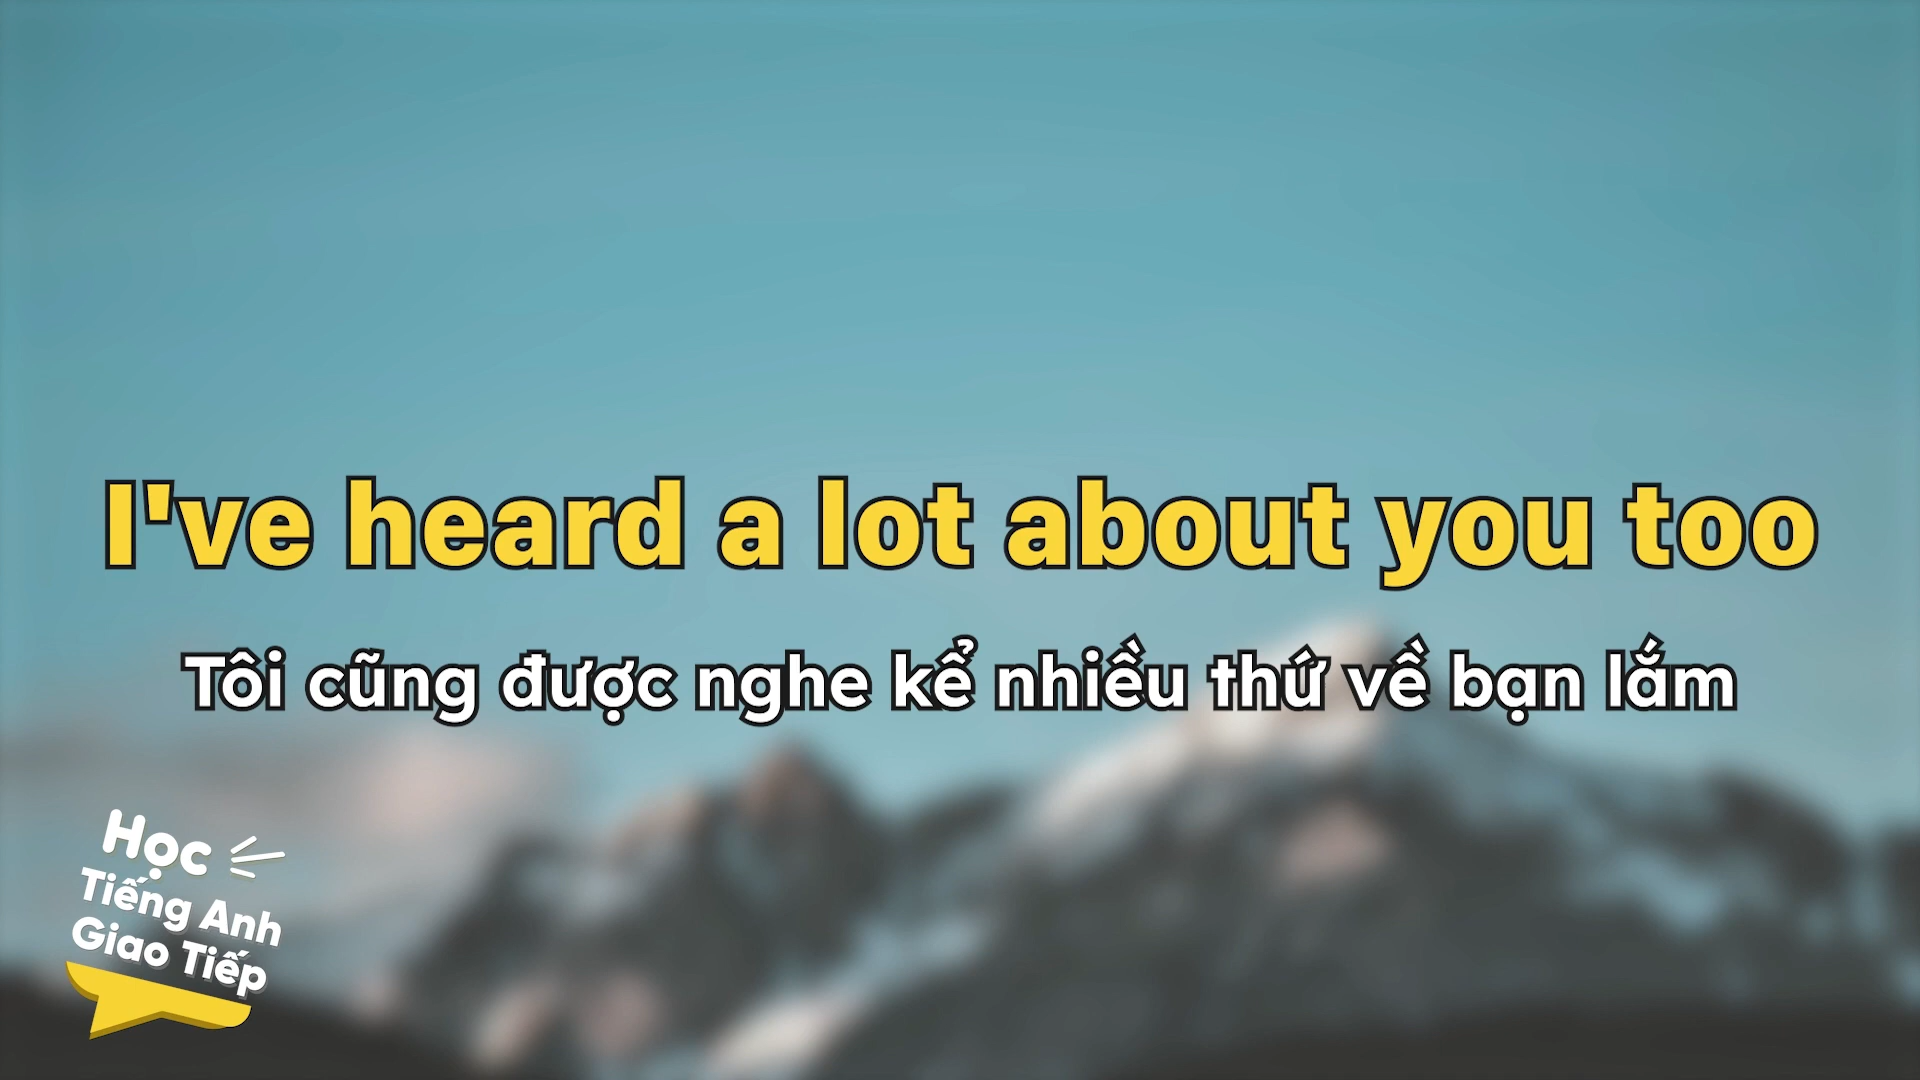 I've heard a lot about you too
Tôi cũng được nghe kể nhiều thứ về bạn lắm
Học
Tiếng Anh
Giao Tiếp